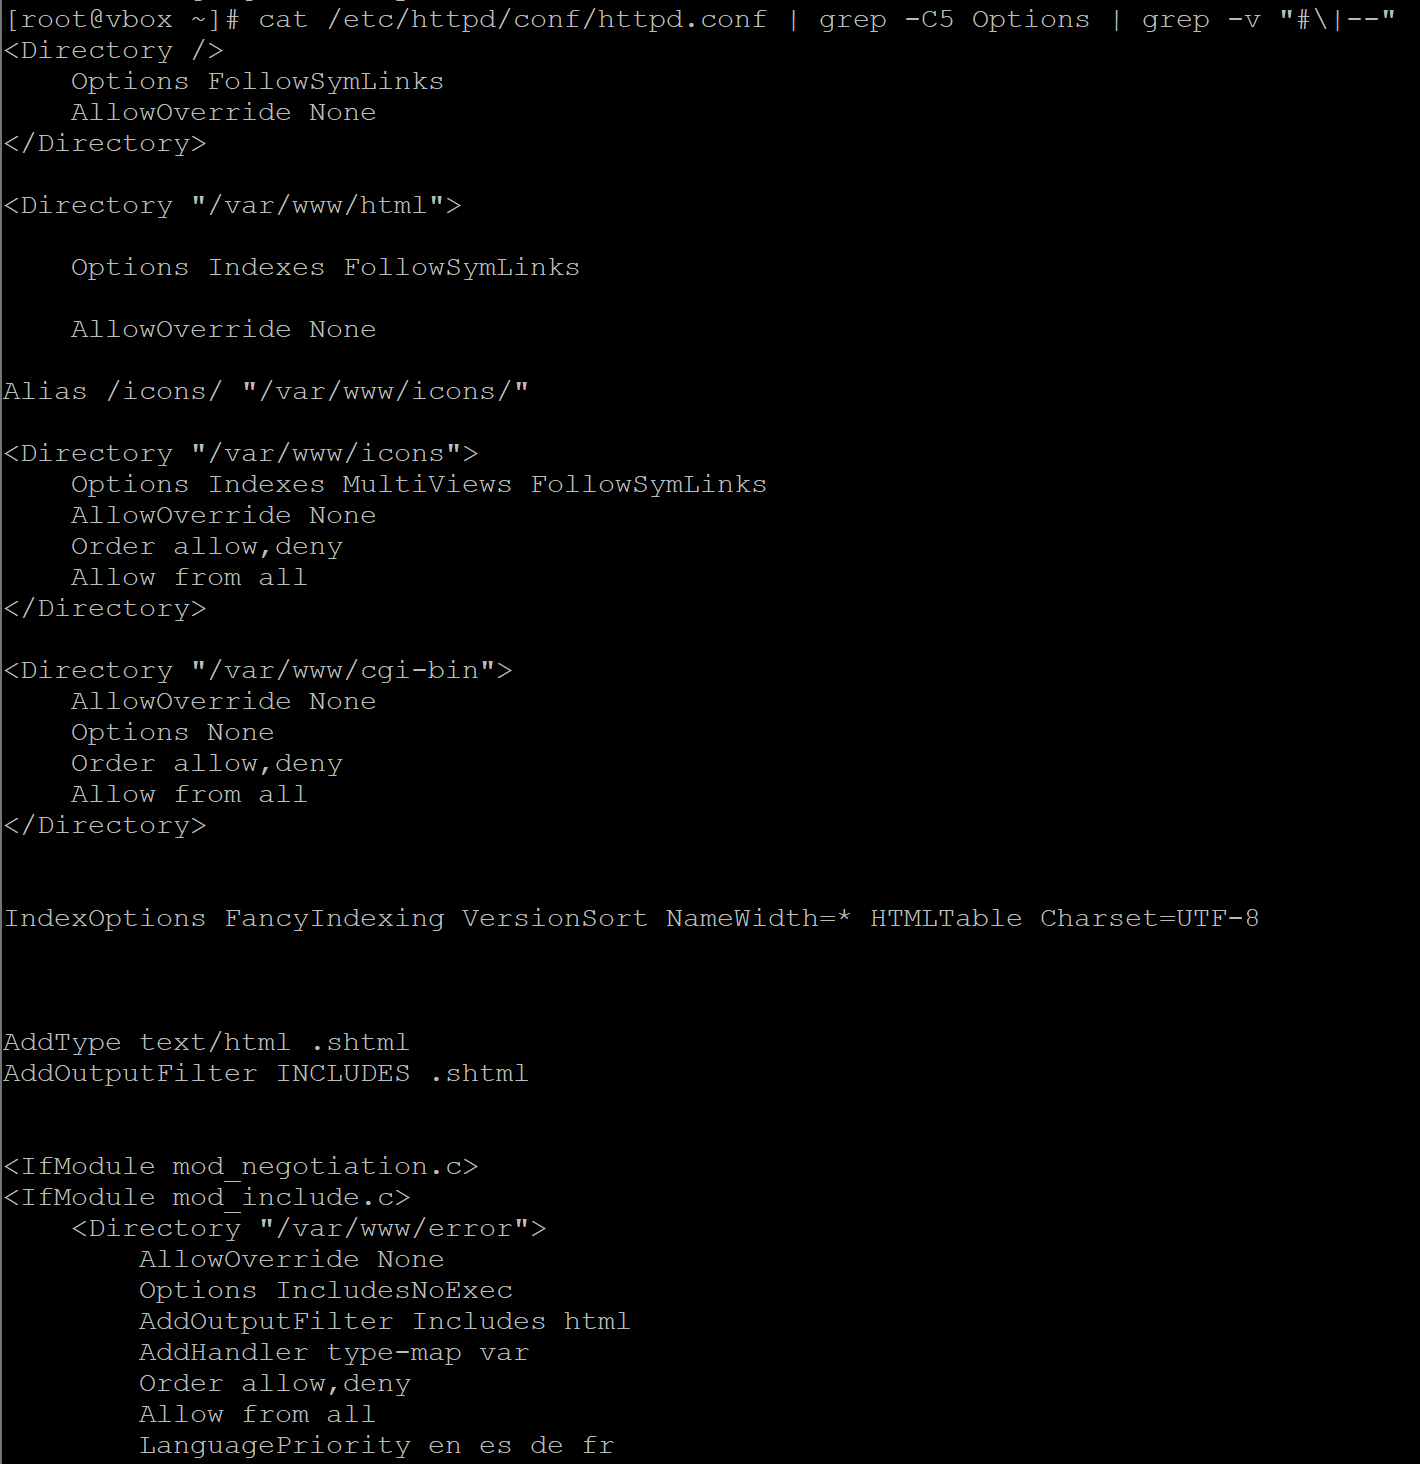 [root@vbox ~]# cat /etc/httpd/conf/httpd.conf | grep -C5 Options | grep -v "#\|--"
<Directory />
    Options FollowSymLinks
    AllowOverride None
</Directory>

<Directory "/var/www/html">

    Options Indexes FollowSymLinks

    AllowOverride None

Alias /icons/ "/var/www/icons/"

<Directory "/var/www/icons">
    Options Indexes MultiViews FollowSymLinks
    AllowOverride None
    Order allow,deny
    Allow from all
</Directory>

<Directory "/var/www/cgi-bin">
    AllowOverride None
    Options None
    Order allow,deny
    Allow from all
</Directory>

IndexOptions FancyIndexing VersionSort NameWidth=* HTMLTable Charset=UTF-8

AddType text/html .shtml
AddOutputFilter INCLUDES .shtml

<IfModule mod_negotiation.c>
<IfModule mod_include.c>
    <Directory "/var/www/error">
        AllowOverride None
        Options IncludesNoExec
        AddOutputFilter Includes html
        AddHandler type-map var
        Order allow,deny
        Allow from all
        LanguagePriority en es de fr